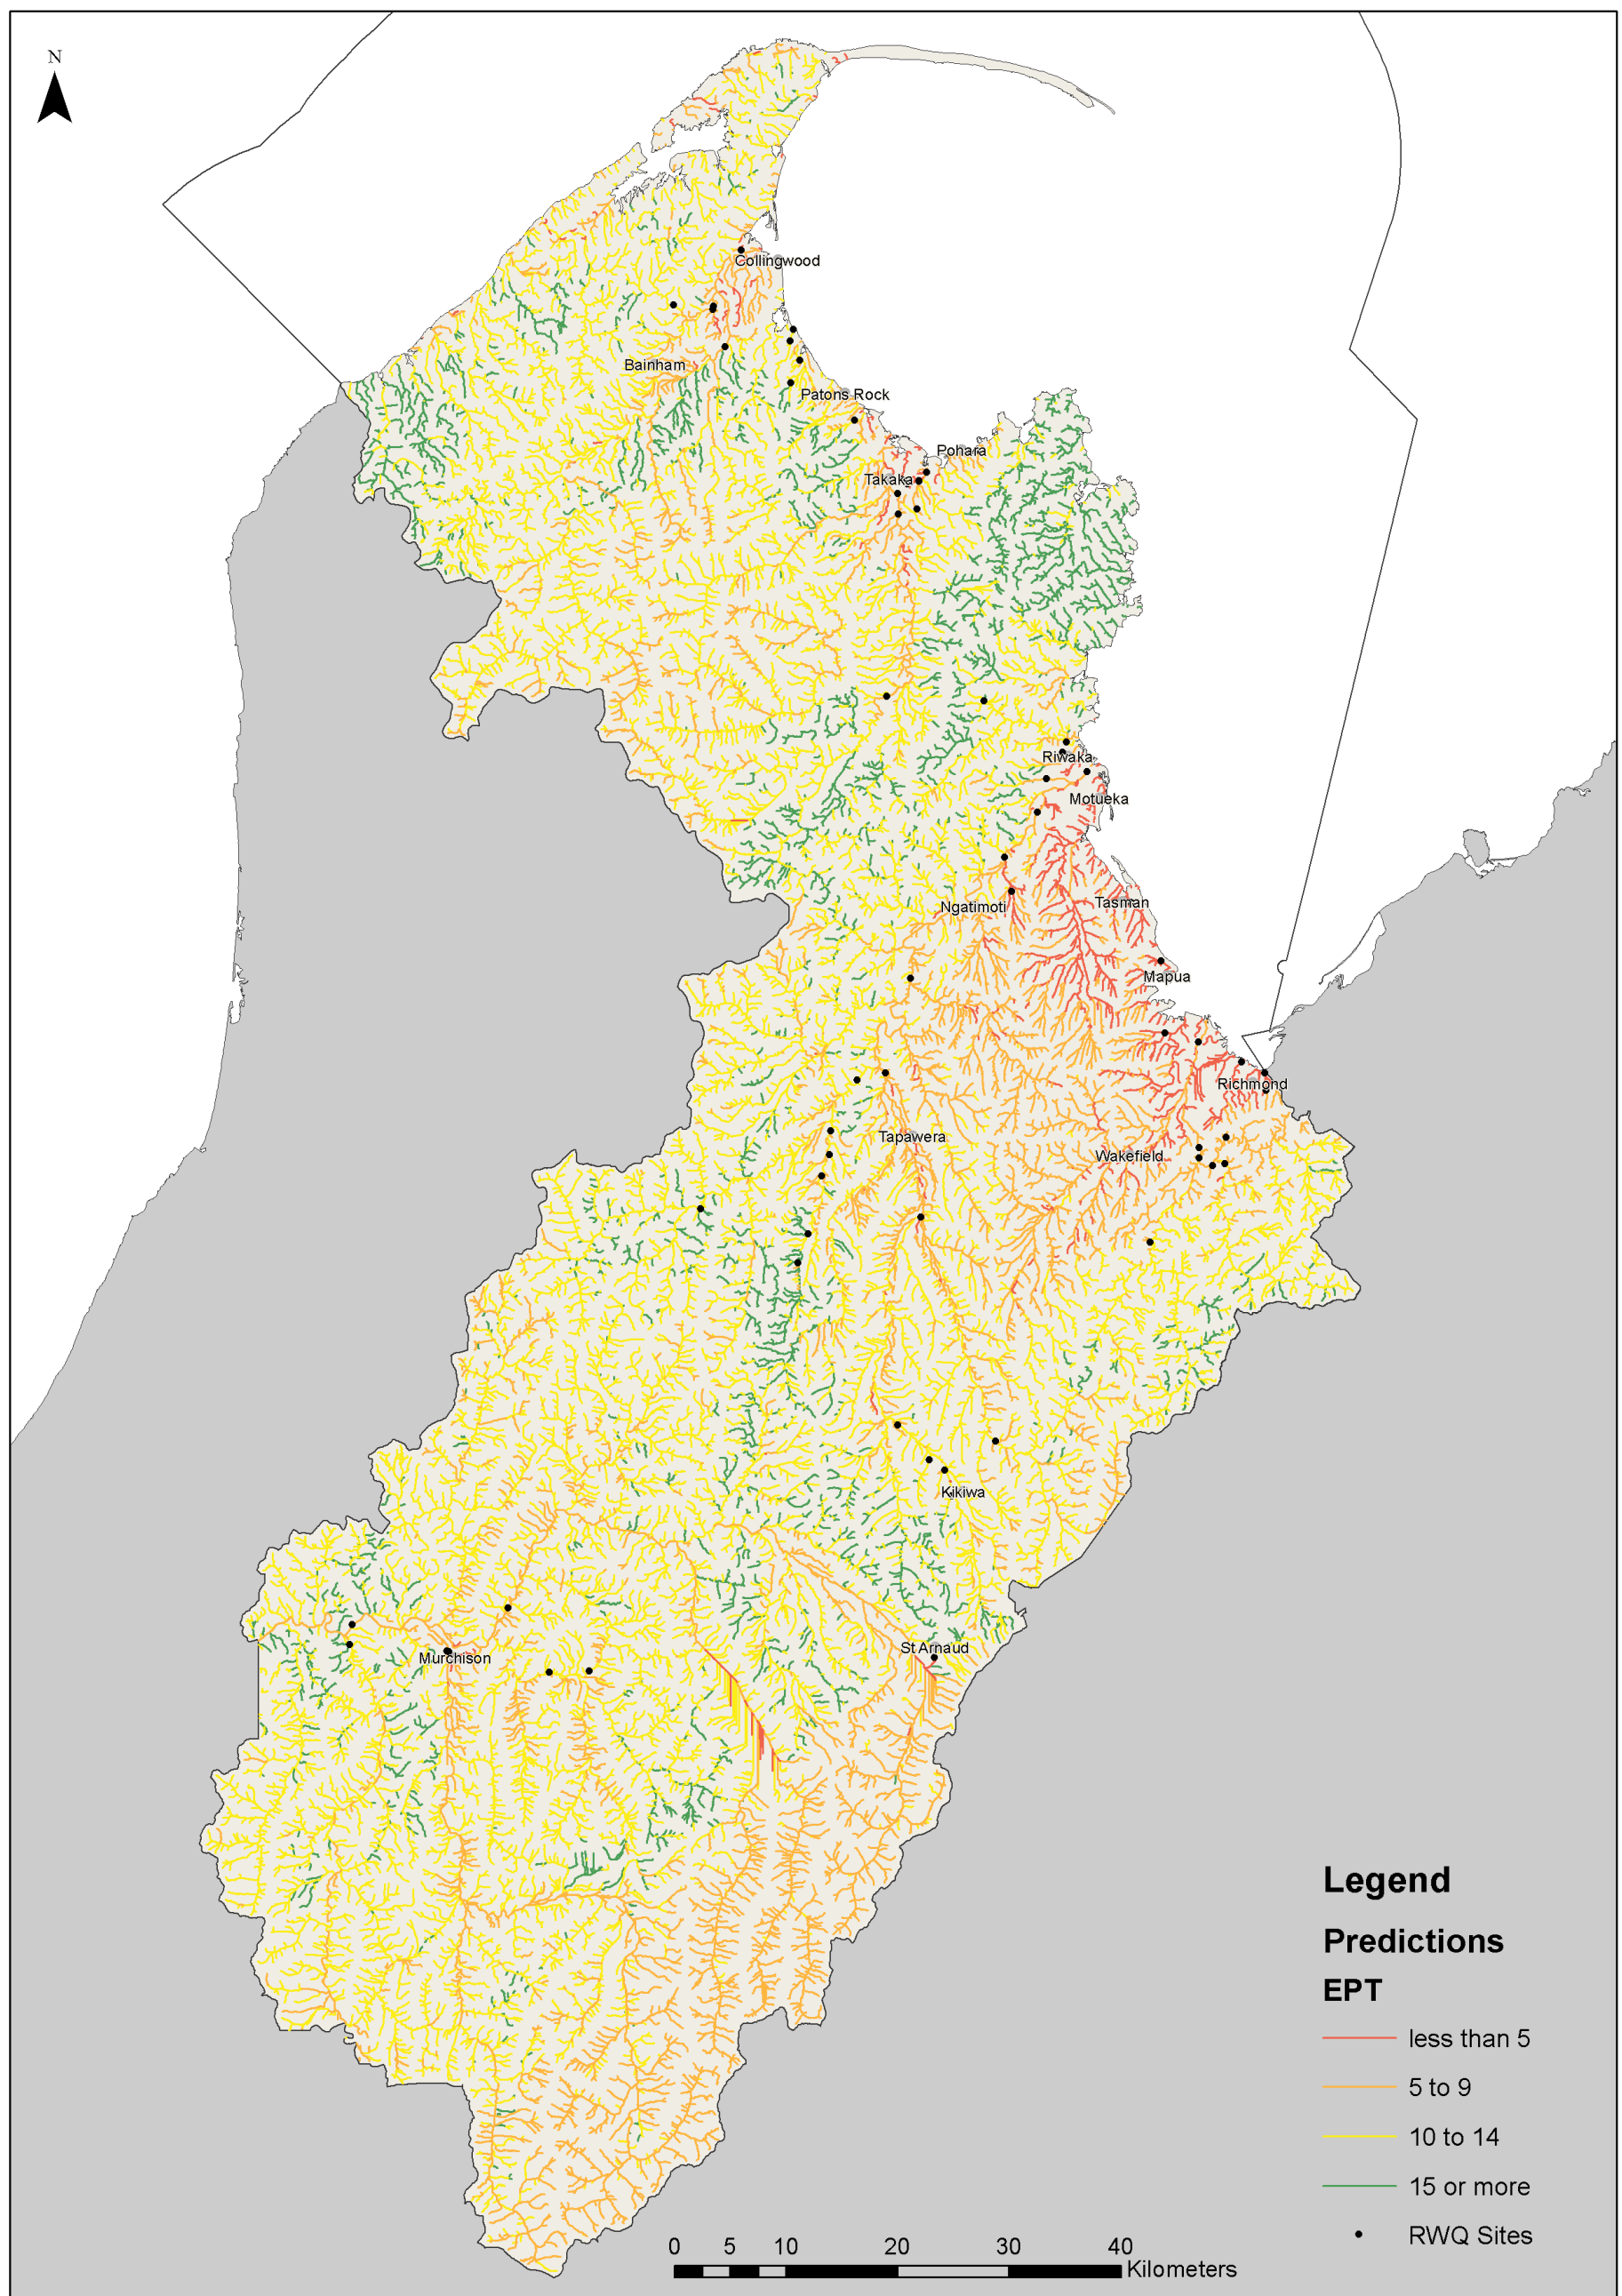 N
Collingwood
Bainham
Patons Rock
Pohara
Takaka
Riwaka
Motueka
Ngatimoti
Tasman
Mapua
Richmond
Tapawera
Wakefield
Kikiwa
St Arnaud
Murchison
Legend
Predictions
EPT
less than 5
5 to 9
10 to 14
15 or more
RWQ Sites
0 5 10 20 30 40
Kilometers